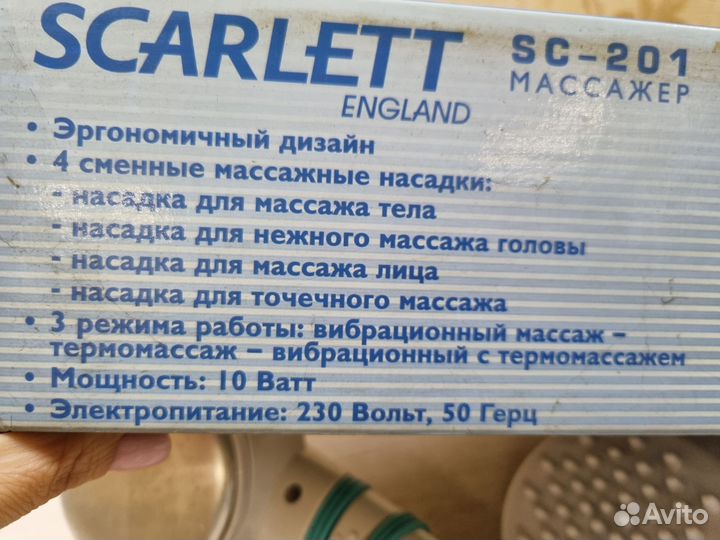 SCARLETT
ENGLAND
SC-201
МАССАЖЕР
• Эргономичный дизайн
• 4 сменные массажные насадки:
- насадка для массажа тела
- насадка для нежного массажа головы
- насадка для массажа лица
- насадка для точечного массажа
• 3 режима работы: вибрационный массаж –
термомассаж – вибрационный с термомассажем
• Мощность: 10 Ватт
• Электропитание: 230 Вольт, 50 Герц
Avito